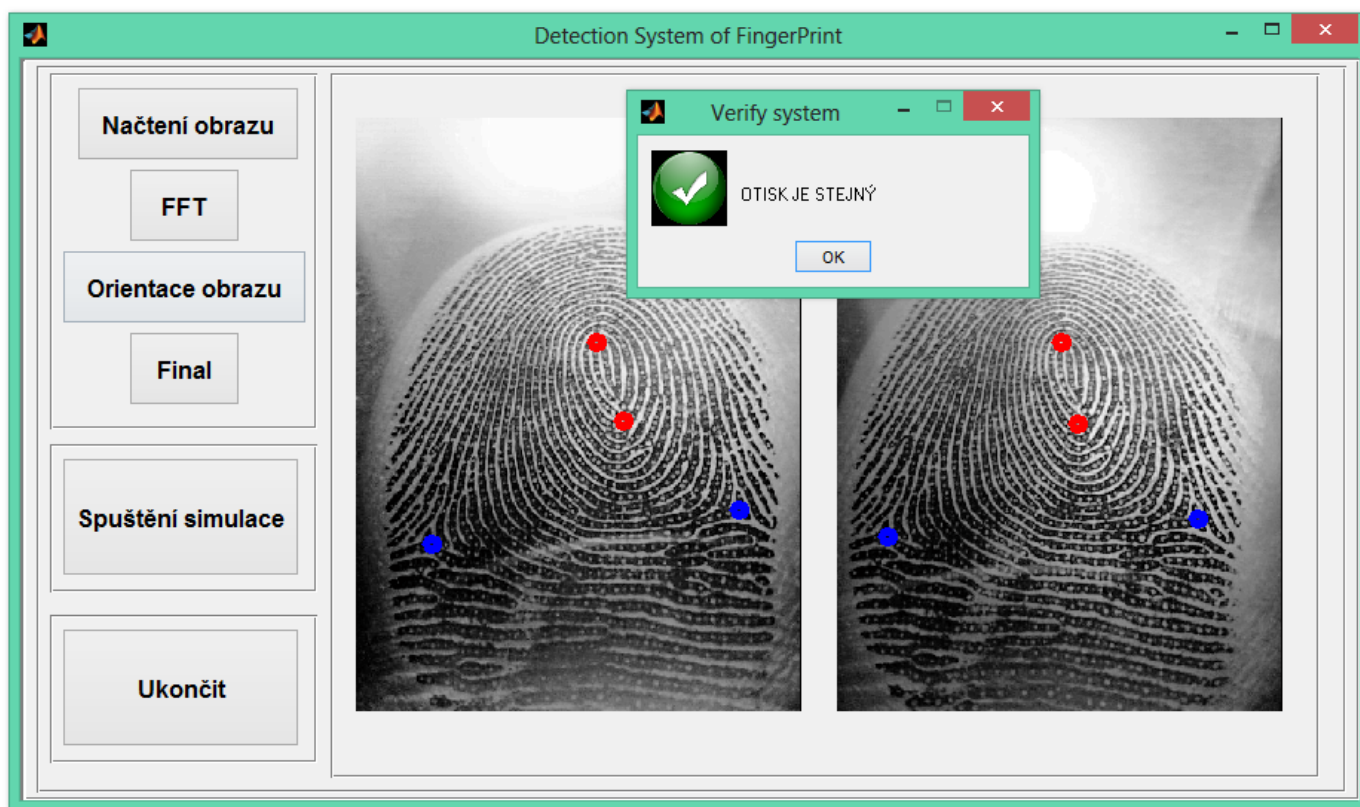 Detection System of FingerPrint
Načtení obrazu
FFT
Orientace obrazu
Final
Spuštění simulace
Ukončit
Verify system
OTISK JE STEJNÝ
OK